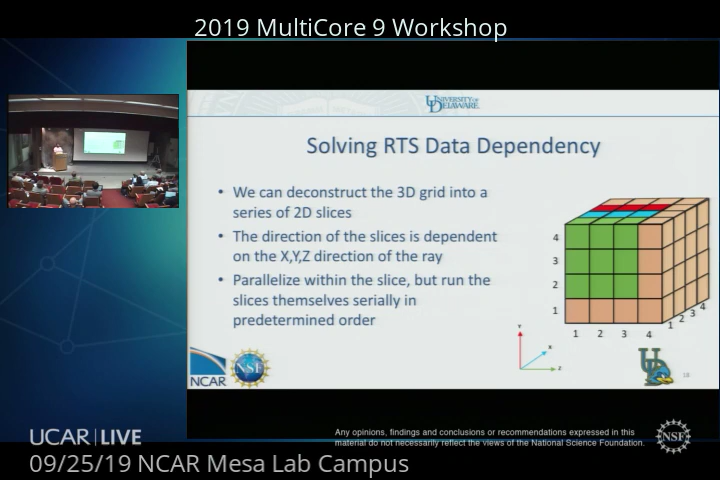 2019 MultiCore 9 Workshop
UNIVERSITY OF
DELAWARE
Solving RTS Data Dependency
• We can deconstruct the 3D grid into a
series of 2D slices
• The direction of the slices is dependent
on the X,Y,Z direction of the ray
• Parallelize within the slice, but run the
slices themselves serially in
predetermined order
4
3
2
1
1 2 3 4
1 2 3 4
Y
X
Z
NCAR
NSF
UD
18
UCAR | LIVE
Any opinions, findings and conclusions or recommendations expressed in this
material do not necessarily reflect the views of the National Science Foundation.
NSF
09/25/19 NCAR Mesa Lab Campus